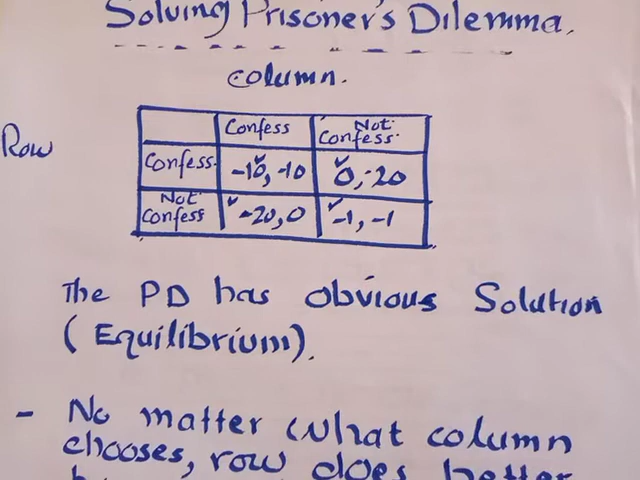 Solving Prisoner's Dilemma.
column.
Row
Confess
Not
Confess.
Confess.
-10, -10
0, -20
Not
Confess
-20, 0
-1, -1
The PD has obvious Solution
(Equilibrium).
- No matter what column
chooses, row does better